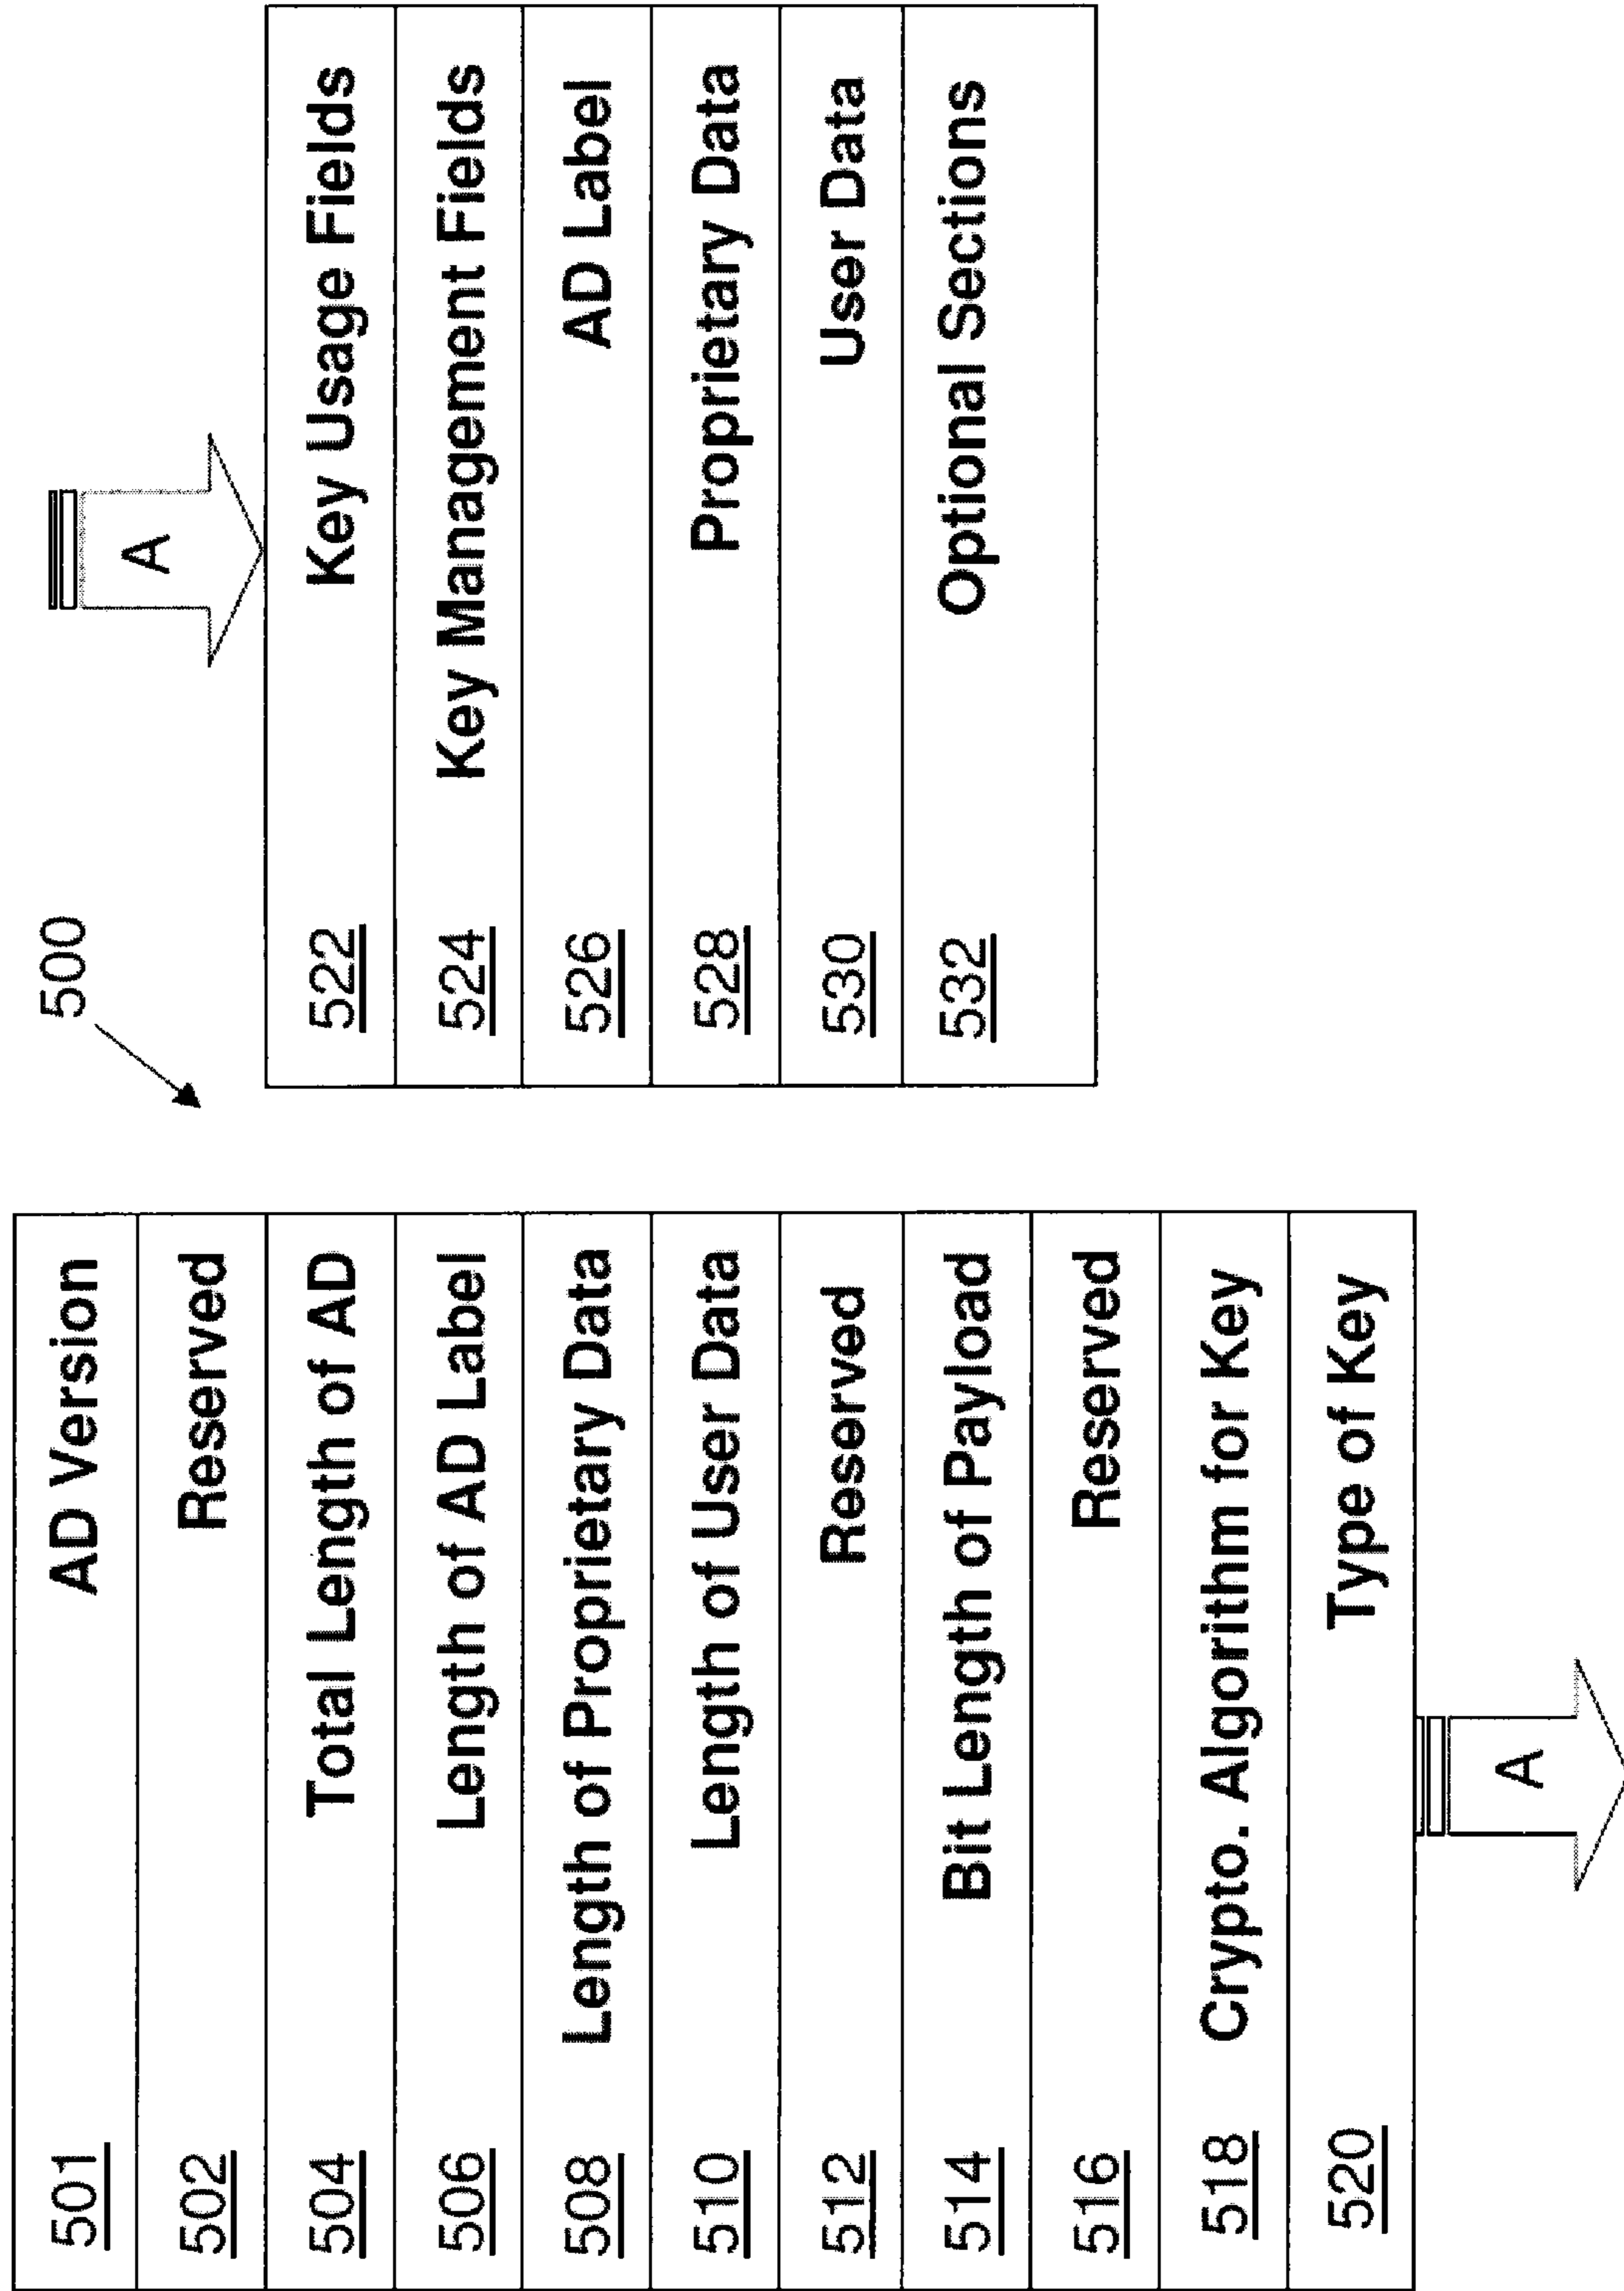 500
501 AD Version
502 Reserved
504 Total Length of AD
506 Length of AD Label
508 Length of Proprietary Data
510 Length of User Data
512 Reserved
514 Bit Length of Payload
516 Reserved
518 Crypto. Algorithm for Key
520 Type of Key
A
A
522 Key Usage Fields
524 Key Management Fields
526 AD Label
528 Proprietary Data
530 User Data
532 Optional Sections